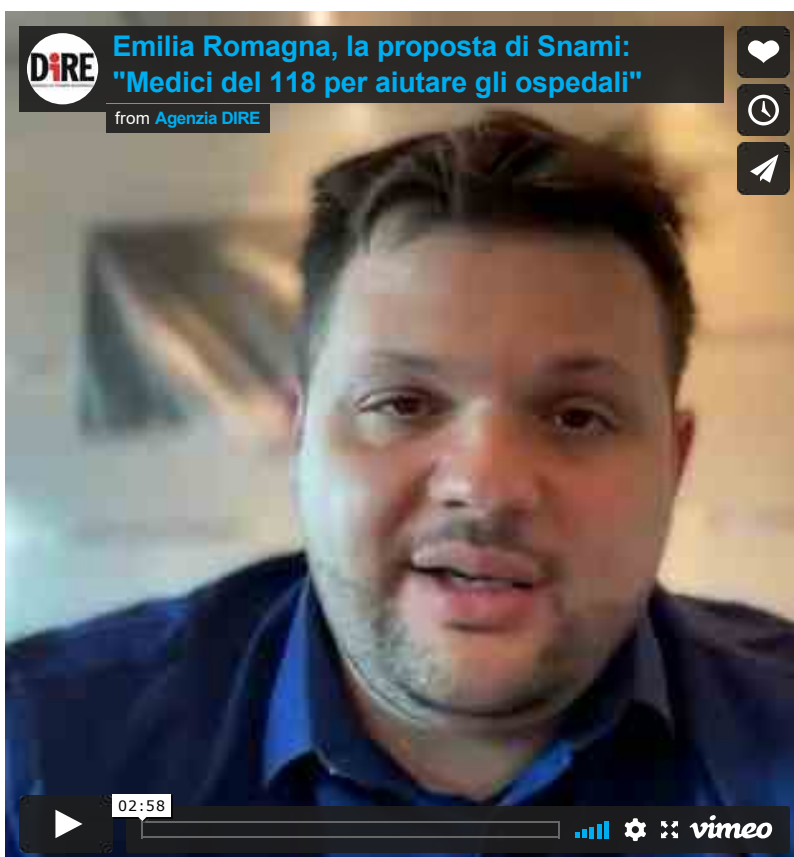 DiRE
Emilia Romagna, la proposta di Snami:
"Medici del 118 per aiutare gli ospedali"
from Agenzia DIRE
02:58
vimeo